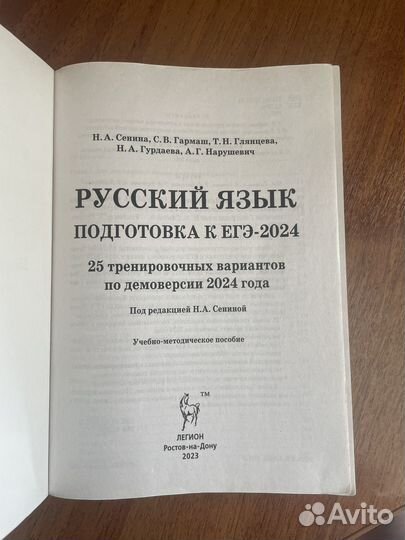 Н. А. Сенина, С. В. Гармаш, Т. Н. Глянцева,
Н. А. Гурдаева, А. Г. Нарушевич
РУССКИЙ ЯЗЫК
ПОДГОТОВКА К ЕГЭ-2024
25 тренировочных вариантов
по демоверсии 2024 года
Под редакцией Н.А. Сениной
Учебно-методическое пособие
TM
ЛЕГИОН
Ростов-на-Дону
2023
Avito